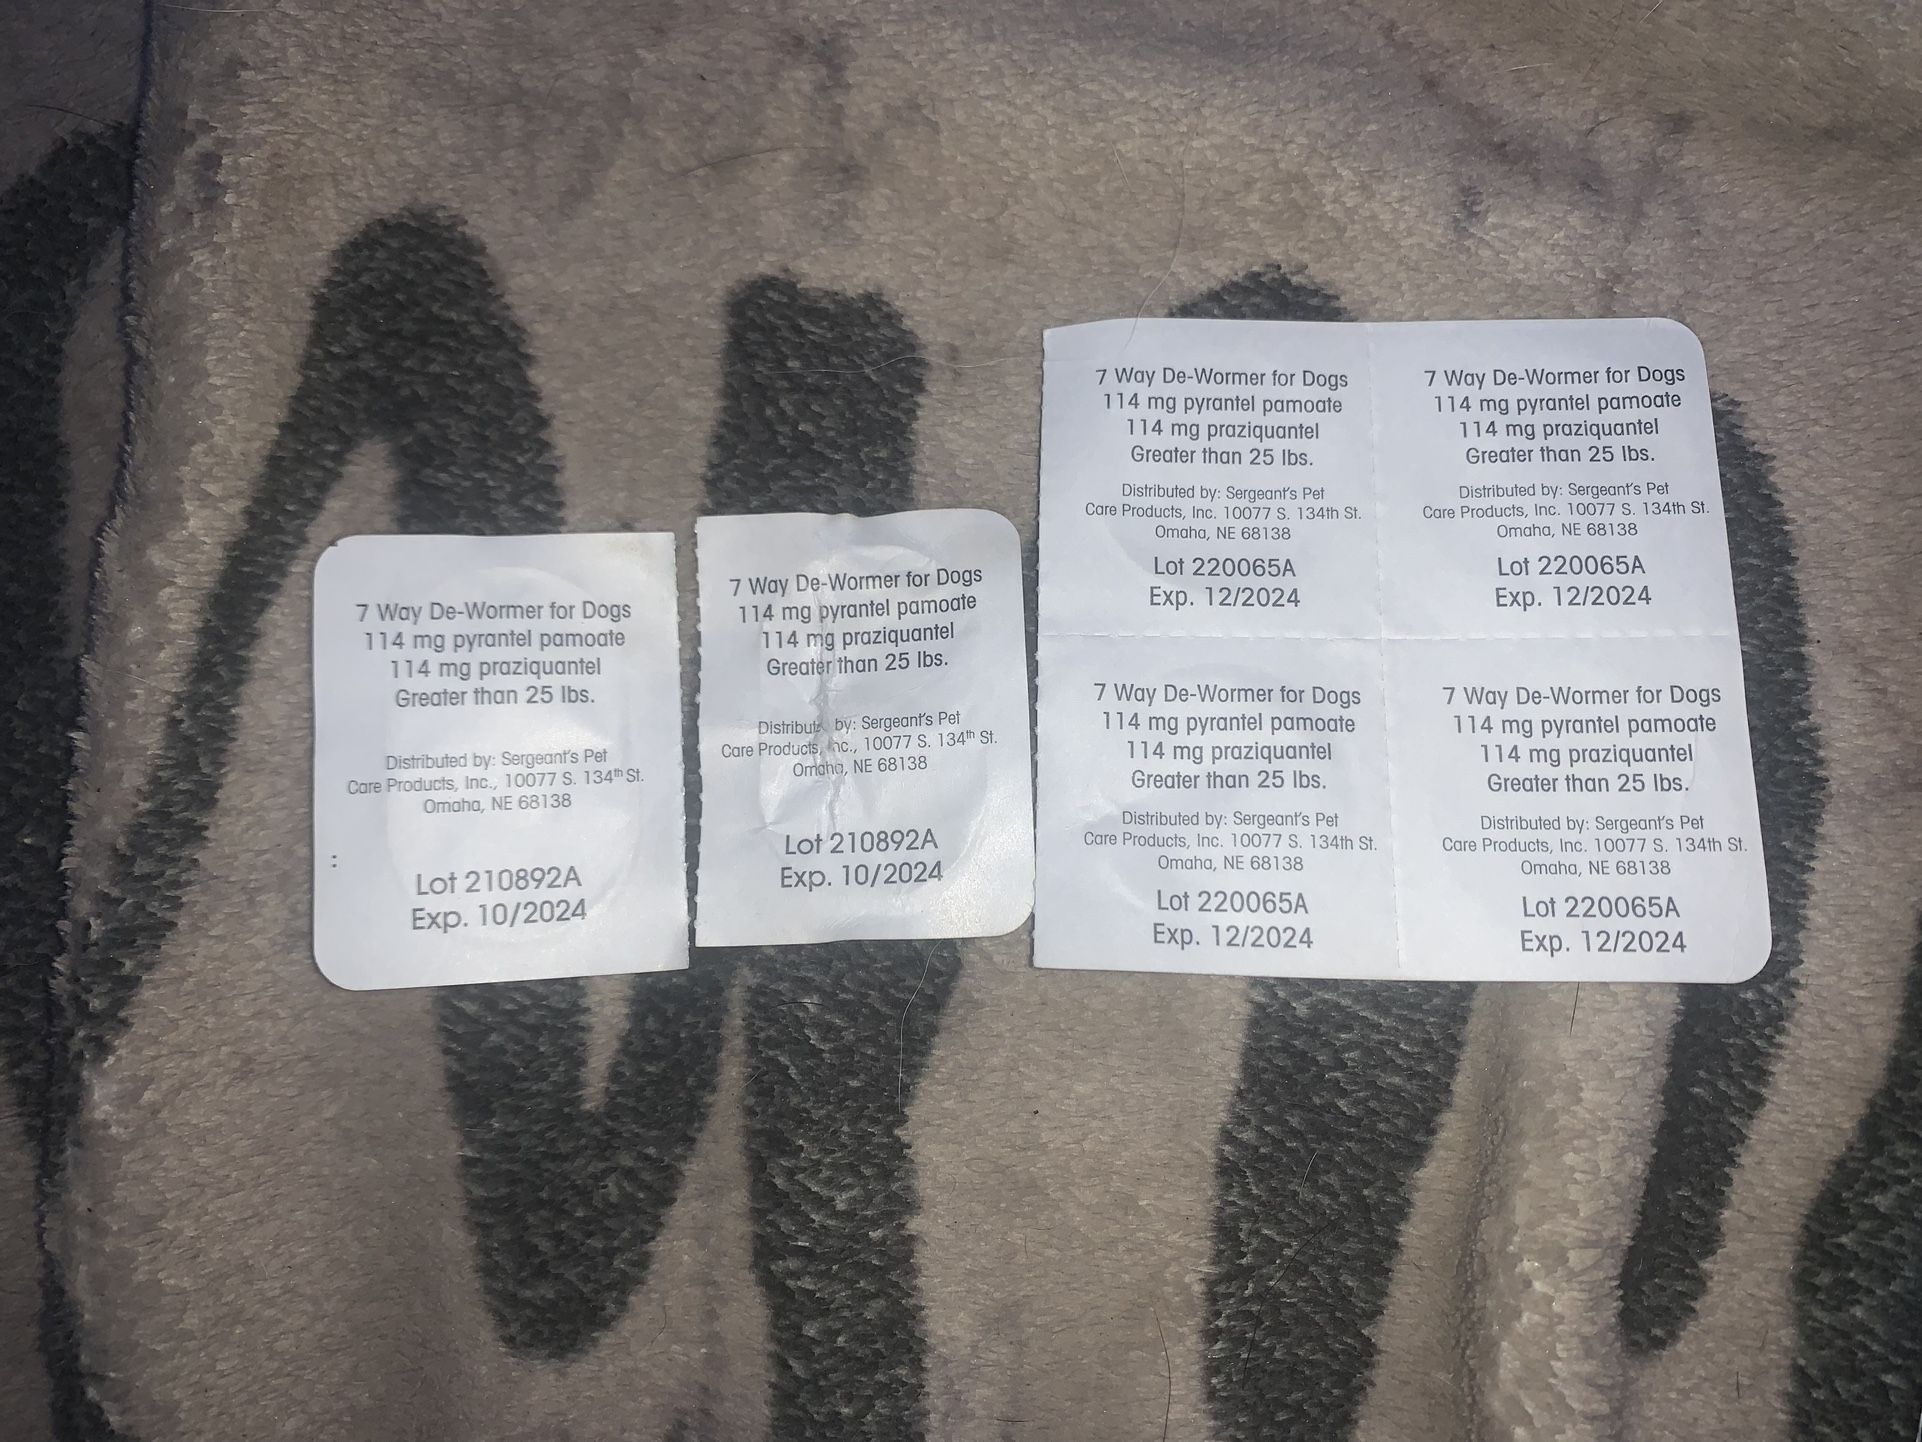 7 Way De-Wormer for Dogs
114 mg pyrantel pamoate
114 mg praziquantel
Greater than 25 lbs.
Distributed by: Sergeant's Pet
Care Products, Inc., 10077 S. 134th St.
Omaha, NE 68138
:
Lot 210892A
Exp. 10/2024
7 Way De-Wormer for Dogs
114 mg pyrantel pamoate
114 mg praziquantel
Greater than 25 lbs.
Distributed by: Sergeant's Pet
Care Products, Inc., 10077 S. 134th St.
Omaha, NE 68138
Lot 210892A
Exp. 10/2024
7 Way De-Wormer for Dogs
114 mg pyrantel pamoate
114 mg praziquantel
Greater than 25 lbs.
Distributed by: Sergeant's Pet
Care Products, Inc. 10077 S. 134th St.
Omaha, NE 68138
Lot 220065A
Exp. 12/2024
7 Way De-Wormer for Dogs
114 mg pyrantel pamoate
114 mg praziquantel
Greater than 25 lbs.
Distributed by: Sergeant's Pet
Care Products, Inc. 10077 S. 134th St.
Omaha, NE 68138
Lot 220065A
Exp. 12/2024
7 Way De-Wormer for Dogs
114 mg pyrantel pamoate
114 mg praziquantel
Greater than 25 lbs.
Distributed by: Sergeant's Pet
Care Products, Inc. 10077 S. 134th St.
Omaha, NE 68138
Lot 220065A
Exp. 12/2024
7 Way De-Wormer for Dogs
114 mg pyrantel pamoate
114 mg praziquantel
Greater than 25 lbs.
Distributed by: Sergeant's Pet
Care Products, Inc. 10077 S. 134th St.
Omaha, NE 68138
Lot 220065A
Exp. 12/2024